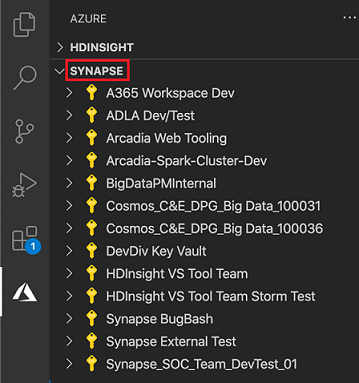 AZURE
HDINSIGHT
SYNAPSE
A365 Workspace Dev
ADLA Dev/Test
Arcadia Web Tooling
Arcadia-Spark-Cluster-Dev
BigDataPMInternal
Cosmos_C&E_DPG_Big Data_100031
Cosmos_C&E_DPG_Big Data_100036
DevDiv Key Vault
HDInsight VS Tool Team
HDInsight VS Tool Team Storm Test
1
Synapse BugBash
Synapse External Test
Synapse_SOC_Team_DevTest_01